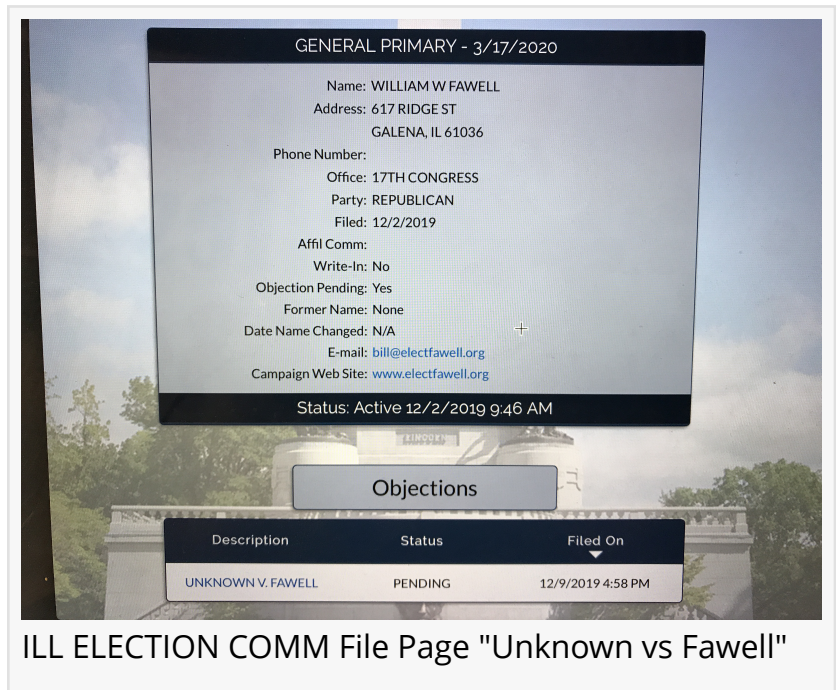 GENERAL PRIMARY - 3/17/2020
Name: WILLIAM W FAWELL
Address: 617 RIDGE ST
GALENA, IL 61036
Phone Number:
Office: 17TH CONGRESS
Party: REPUBLICAN
Filed: 12/2/2019
Affil Comm:
Write-In: No
Objection Pending: Yes
Former Name: None
Date Name Changed: N/A
E-mail: bill@electfawell.org
Campaign Web Site: www.electfawell.org
Status: Active 12/2/2019 9:46 AM
Objections
Description Status Filed On
UNKNOWN V. FAWELL PENDING 12/9/2019 4:58 PM
ILL ELECTION COMM File Page "Unknown vs Fawell"